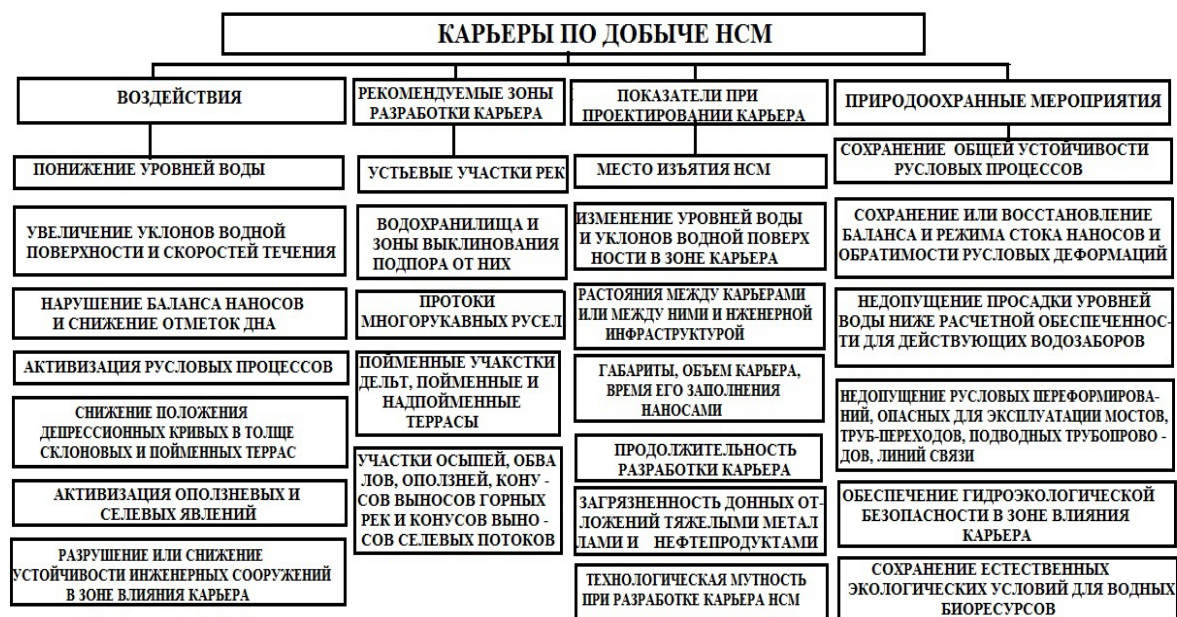 КАРЬЕРЫ ПО ДОБЫЧЕ НСМ
ВОЗДЕЙСТВИЯ
ПОНИЖЕНИЕ УРОВНЕЙ ВОДЫ
УВЕЛИЧЕНИЕ УКЛОНОВ ВОДНОЙ
ПОВЕРХНОСТИ И СКОРОСТЕЙ ТЕЧЕНИЯ
НАРУШЕНИЕ БАЛАНСА НАНОСОВ
И СНИЖЕНИЕ ОТМЕТОК ДНА
АКТИВИЗАЦИЯ РУСЛОВЫХ ПРОЦЕССОВ
СНИЖЕНИЕ ПОЛОЖЕНИЯ
ДЕПРЕССИОННЫХ КРИВЫХ В ТОЛЩЕ
СКЛОНОВЫХ И ПОЙМЕННЫХ ТЕРРАС
АКТИВИЗАЦИЯ ОПОЛЗНЕВЫХ И
СЕЛЕВЫХ ЯВЛЕНИЙ
РАЗРУШЕНИЕ ИЛИ СНИЖЕНИЕ
УСТОЙЧИВОСТИ ИНЖЕНЕРНЫХ СООРУЖЕНИЙ
В ЗОНЕ ВЛИЯНИЯ КАРЬЕРА
РЕКОМЕНДУЕМЫЕ ЗОНЫ
РАЗРАБОТКИ КАРЬЕРА
УСТЬЕВЫЕ УЧАСТКИ РЕК
ВОДОХРАНИЛИЩА И
ЗОНЫ ВЫКЛИНОВАНИЯ
ПОДПОРА ОТ НИХ
ПРОТОКИ
МНОГОРУКАВНЫХ РУСЕЛ
ПОЙМЕННЫЕ УЧАКСТКИ
ДЕЛЬТ, ПОЙМЕННЫЕ И
НАДПОЙМЕННЫЕ
ТЕРРАСЫ
УЧАСТКИ ОСЫПЕЙ, ОБВА
ЛОВ, ОПОЛЗНЕЙ, КОНУ -
СОВ ВЫНОСОВ ГОРНЫХ
РЕК И КОНУСОВ ВЫНО -
СОВ СЕЛЕВЫХ ПОТОКОВ
ПОКАЗАТЕЛИ ПРИ
ПРОЕКТИРОВАНИИ КАРЬЕРА
МЕСТО ИЗЪЯТИЯ НСМ
ИЗМЕНЕНИЕ УРОВНЕЙ ВОДЫ
И УКЛОНОВ ВОДНОЙ ПОВЕРХ
НОСТИ В ЗОНЕ КАРЬЕРА
РАСТОЯНИЯ МЕЖДУ КАРЬЕРАМИ
ИЛИ МЕЖДУ НИМИ И НЖЕНЕРНОЙ
ИНФРАСТРУКТУРОЙ
ГАБАРИТЫ, ОБЪЕМ КАРЬЕРА,
ВРЕМЯ ЕГО ЗАПОЛНЕНИЯ
НАНОСАМИ
ПРОДОЛЖИТЕЛЬНОСТЬ
РАЗРАБОТКИ КАРЬЕРА
ЗАГРЯЗНЕННОСТЬ ДОННЫХ ОТ-
ЛОЖЕНИЙ ТЯЖЕЛЫМИ МЕТАЛ
ЛАМИ И НЕФТЕПРОДУКТАМИ
ТЕХНОЛОГИЧЕСКАЯ МУТНОСТЬ
ПРИ РАЗРАБОТКЕ КАРЬЕРА НСМ
ПРИРОДООХРАННЫЕ МЕРОПРИЯТИЯ
СОХРАНЕНИЕ ОБЩЕЙ УСТОЙЧИВОСТИ
РУСЛОВЫХ ПРОЦЕССОВ
СОХРАНЕНИЕ ИЛИ ВОССТАНОВЛЕНИЕ
БАЛАНСА И РЕЖИМА СТОКА НАНОСОВ И
ОБРАТИМОСТИ РУСЛОВЫХ ДЕФОРМАЦИЙ
НЕДОПУЩЕНИЕ ПРОСАДКИ УРОВНЕЙ
ВОДЫ НИЖЕ РАСЧЕТНОЙ ОБЕСПЕЧЕННОС-
ТИ ДЛЯ ДЕЙСТВУЮЩИХ ВОДОЗАБОРОВ
НЕДОПУЩЕНИЕ РУСЛОВЫХ ПЕРЕФОРМИРОВА-
НИЙ, ОПАСНЫХ ДЛЯ ЭКСПЛУАТАЦИИ МОСТОВ,
ТРУБ-ПЕРЕХОДОВ, ПОДВОДНЫХ ТРУБОПРОВО -
ДОВ, ЛИНИЙ СВЯЗИ
ОБЕСПЕЧЕНИЕ ГИДРОЭКОЛОГИЧЕСКОЙ
БЕЗОПАСНОСТИ В ЗОНЕ ВЛИЯНИЯ
КАРЬЕРА
СОХРАНЕНИЕ ЕСТЕСТВЕННЫХ
ЭКОЛОГИЧЕСКИХ УСЛОВИЙ ДЛЯ ВОДНЫХ
БИОРЕСУРСОВ